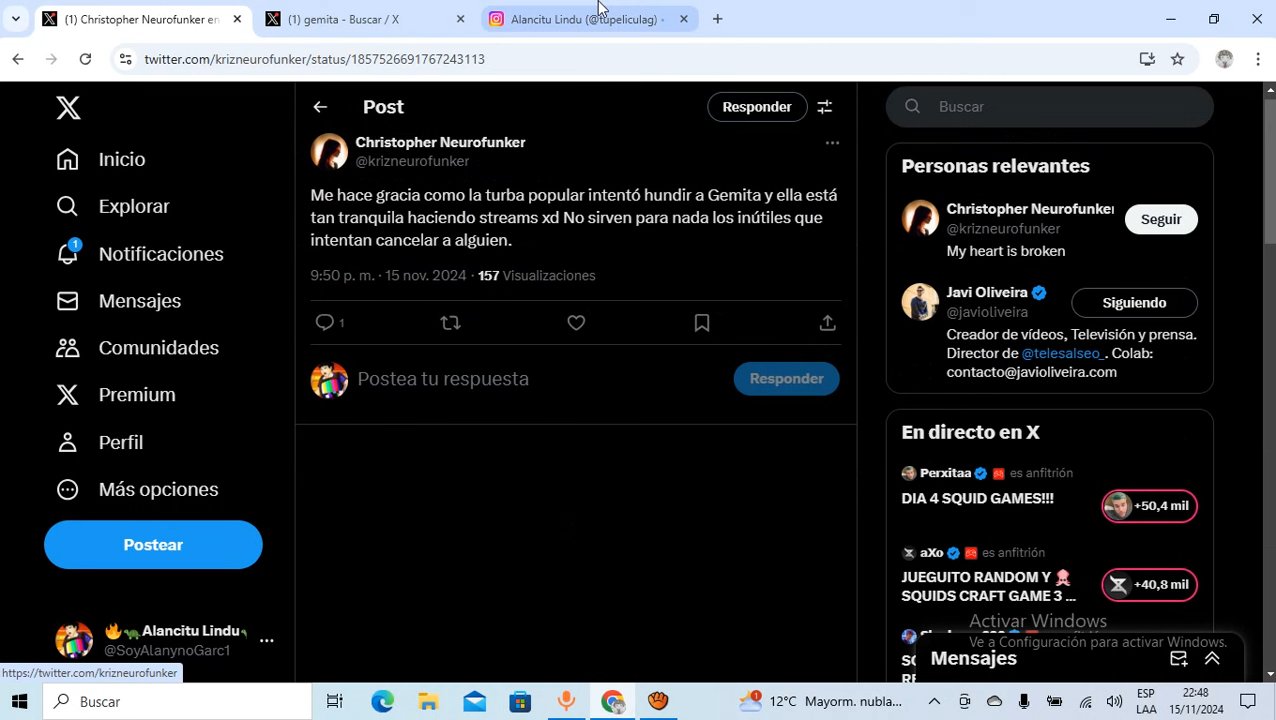 (1) Christopher Neurofunker en
(1) gemita - Buscar / X
Alancitu Lindu (@tupeliculag) •
twitter.com/krizneurofunker/status/1857526691767243113
Inicio
Explorar
1
Notificaciones
Mensajes
Comunidades
Premium
Perfil
Más opciones
Postear
Alancitu Lindu
@SoyAlanynoGarc1
https://twitter.com/krizneurofunker
Post
Responder
Christopher Neurofunker
@krizneurofunker
Me hace gracia como la turba popular intentó hundir a Gemita y ella está
tan tranquila haciendo streams xd No sirven para nada los inútiles que
intentan cancelar a alguien.
9:50 p. m. · 15 nov. 2024 · 157 Visualizaciones
1
Postea tu respuesta
Responder
Buscar
Personas relevantes
Christopher Neurofunker
@krizneurofunker
Seguir
My heart is broken
Javi Oliveira
@javioliveira
Siguiendo
Creador de vídeos, Televisión y prensa.
Director de @telesalseo_. Colab:
contacto@javioliveira.com
En directo en X
Perxitaa es anfitrión
DIA 4 SQUID GAMES!!!
+50,4 mil
aXo es anfitrión
JUEGUITO RANDOM Y
SQUIDS CRAFT GAME 3 ...
+40,8 mil
Activar Windows
Ve a Configuración para activar Windows.
Mensajes
Buscar
1
12°C Mayorm. nubla...
ESP
LAA
22:48
15/11/2024